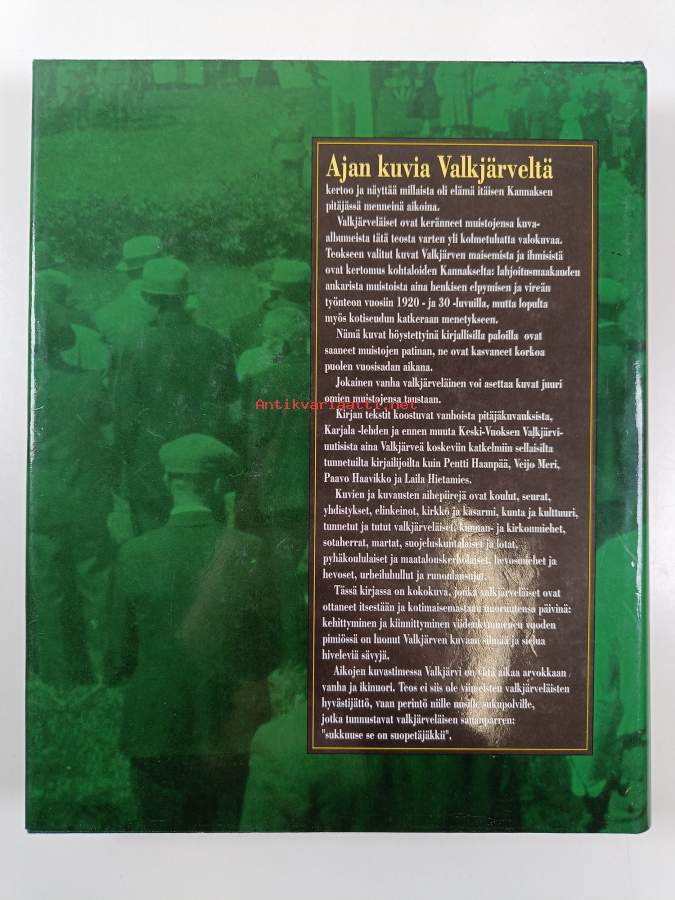 Ajan kuvia Valkjärveltä
kertoo ja näyttää millaista oli elämä itäisen Kannaksen
pitäjässä menneinä aikoina.
Valkjärveläiset ovat keränneet muistojensa kuva-
albumeista tätä teosta varten yli kolmetuhatta valokuvaa.
Teokseen valitut kuvat Valkjärven maisemista ja ihmisistä
ovat kertomus kohtaloiden Kannakselta: lahjoitusmaakauden
ankarista muistoista aina henkisen elpymisen ja vireän
työnteon vuosiin 1920 - ja 30 -luvuilla, mutta lopulta
myös kotiseudun katkeraan menetykseen.
Nämä kuvat höystettyinä kirjallisilla paloilla ovat
saaneet muistojen patinan, ne ovat kasvaneet korkoa
puolen vuosisadan aikana.
Jokainen vanha valkjärveläinen voi asettaa kuvat juuri
omien muistojensa taustaan.
Antikvariaatti.net
Kirjan tekstit koostuvat vanhoista pitäjäkuvauksista,
Karjala -lehden ja ennen muuta Keski-Vuoksen Valkjärvi-
uutisista aina Valkjärveä koskeviin katkelmiin sellaisilta
tunnetuilta kirjailijoilta kuin Pentti Haanpää, Veijo Meri,
Paavo Haavikko ja Laila Hietamies.
Kuvien ja kuvausten aihepiirejä ovat koulut, seurat,
yhdistykset, elinkeinot, kirkko ja kasarmi, kunta ja kulttuuri,
tunnetut ja tutut valkjärveläiset, kunnan- ja kirkonmiehet,
sotaherrat, martat, suojeluskuntalaiset ja lotat,
pyhäkoululaiset ja maatalouskerholaiset, hevosmiehet ja
hevoset, urheiluhullut ja runonlausujat.
Tässä kirjassa on kokokuva, jonka valkjärveläiset ovat
ottaneet itsestään ja kotimaisemastaan nuoruutensa päivinä:
kehittyminen ja kiinnittyminen viidenkymmenen vuoden
pimiössä on luonut Valkjärven kuvaan silmää ja sielua
hiveleviä sävyjä.
Aikojen kuvastimessa Valkjärvi on yhtä aikaa arvokkaan
vanha ja ikinuori. Teos ei siis ole viimeisten valkjärveläisten
hyvästijättö, vaan perintö niille uusille sukupolville,
jotka tunnustavat valkjärveläisen sananparren:
"sukkuuse se on suopetäjäkkii".